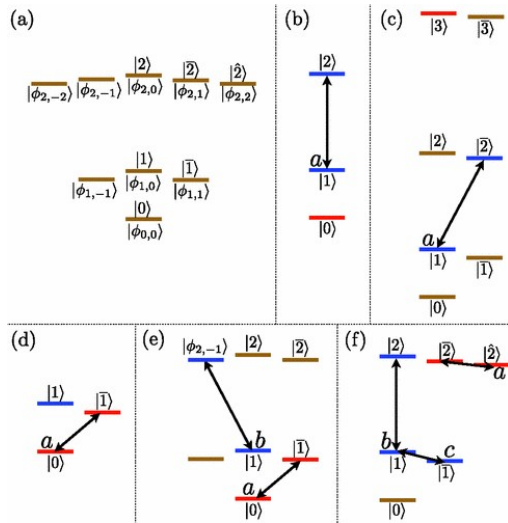 (a)
|2⟩ |2̅⟩ |2̂⟩
|ϕ₂,₋₂⟩ |ϕ₂,₋₁⟩ |ϕ₂,₀⟩ |ϕ₂,₁⟩ |ϕ₂,₂⟩
|1⟩ |1̅⟩
|ϕ₁,₋₁⟩ |ϕ₁,₀⟩ |ϕ₁,₁⟩
|0⟩
|ϕ₀,₀⟩
(b)
|2⟩
a
|1⟩
|0⟩
(c)
|3⟩ |3̅⟩
|2⟩ |2̅⟩
a
|1⟩ |1̅⟩
|0⟩
(d)
|1⟩ |1̅⟩
a
|0⟩
(e)
|ϕ₂,₋₁⟩ |2⟩ |2̅⟩
b
|1⟩ |1̅⟩
a
|0⟩
(f)
|2⟩ |2̅⟩ |2̂⟩
a
b c
|1⟩ |1̅⟩
|0⟩